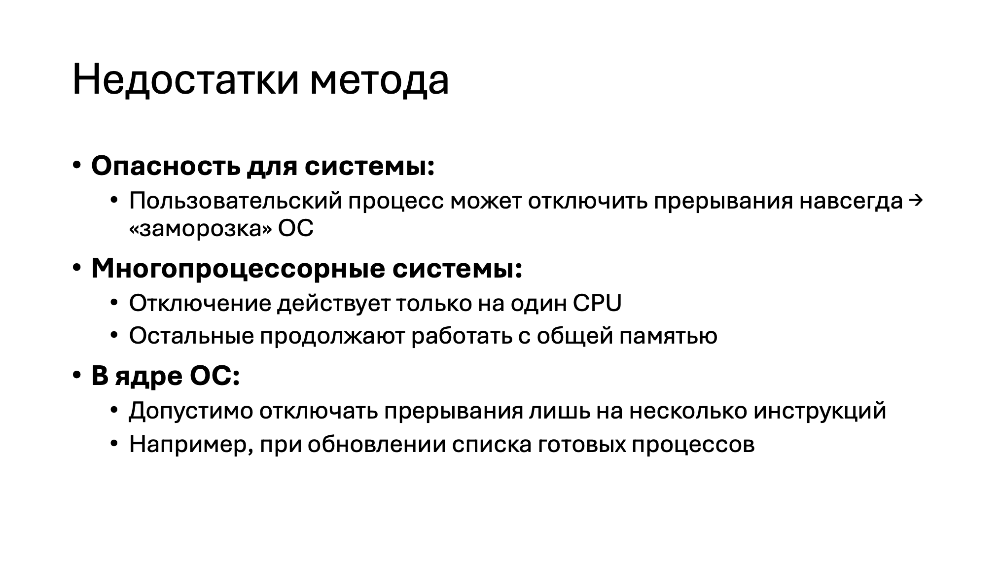 Недостатки метода
• Опасность для системы:
• Пользовательский процесс может отключить прерывания навсегда →
«заморозка» ОС
• Многопроцессорные системы:
• Отключение действует только на один CPU
• Остальные продолжают работать с общей памятью
• В ядре ОС:
• Допустимо отключать прерывания лишь на несколько инструкций
• Например, при обновлении списка готовых процессов